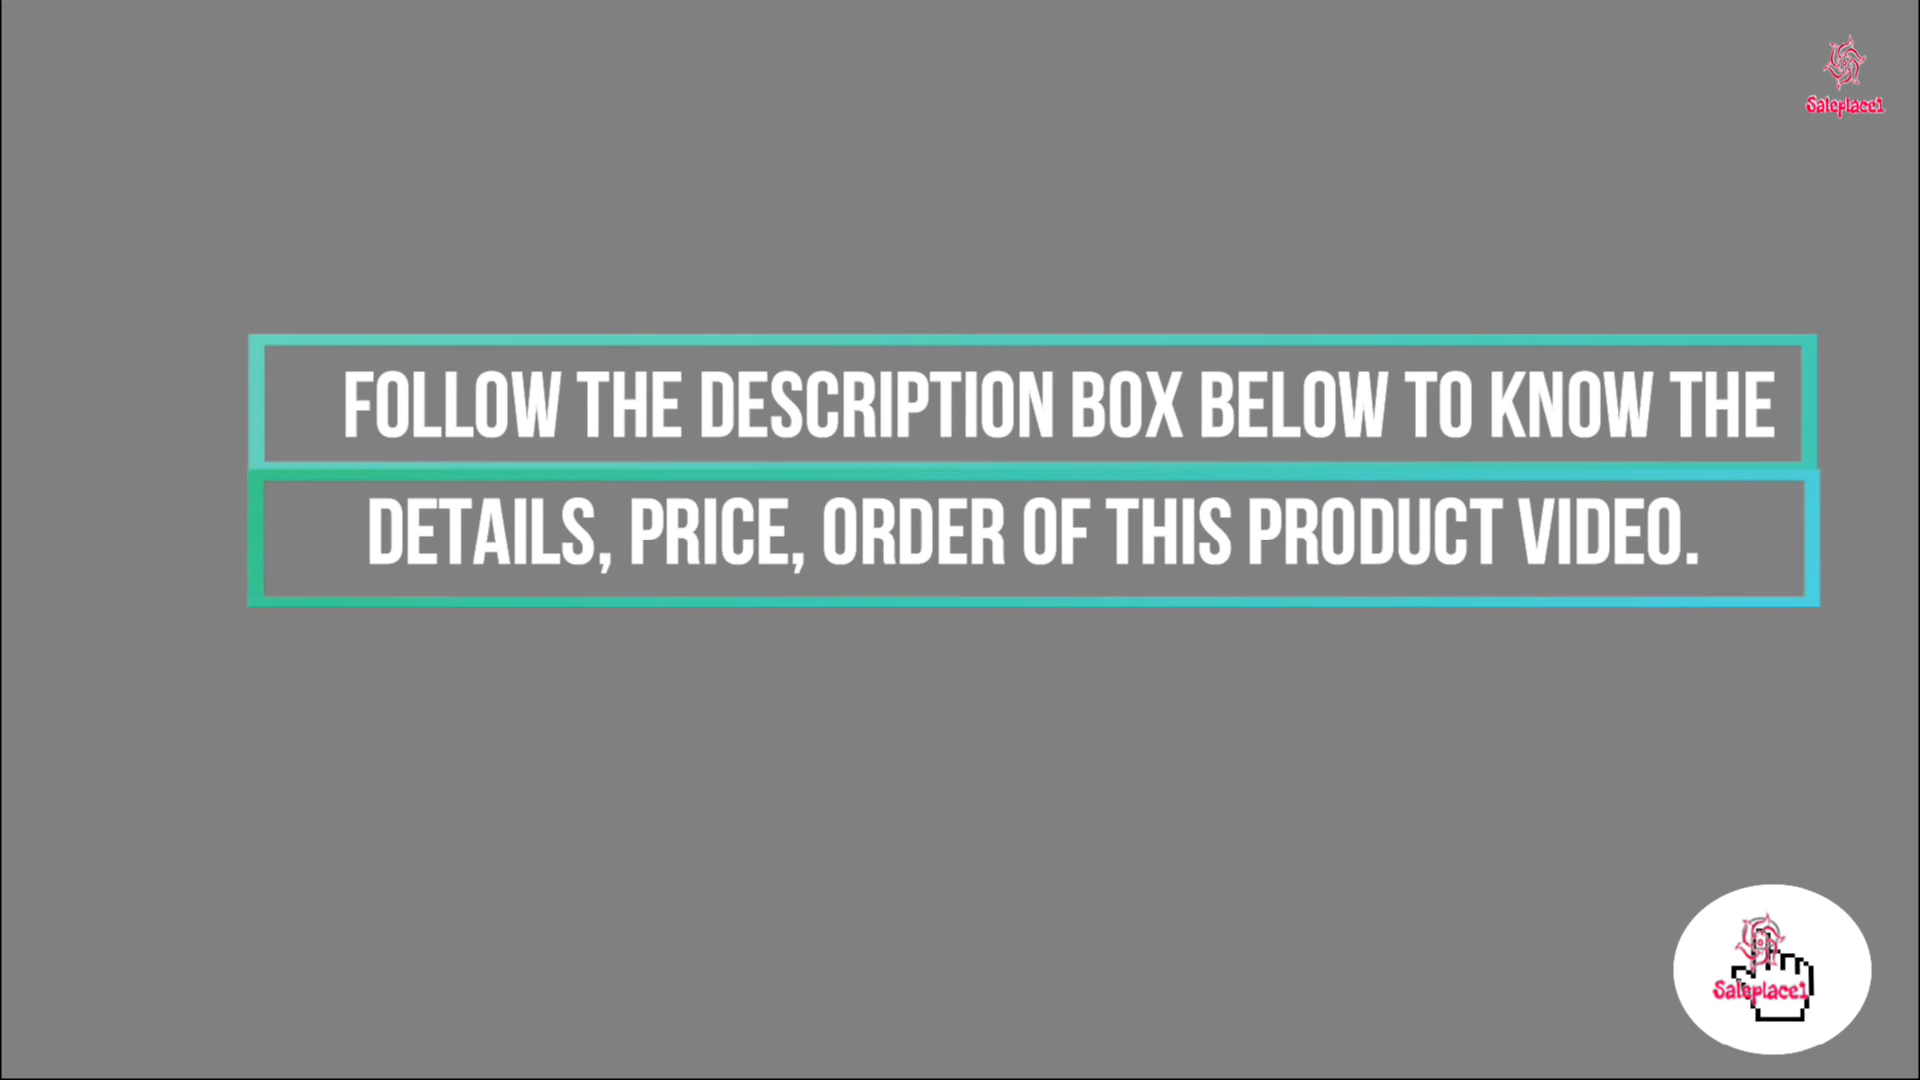 Saleplace1
FOLLOW THE DESCRIPTION BOX BELOW TO KNOW THE
DETAILS, PRICE, ORDER OF THIS PRODUCT VIDEO.
Saleplace1